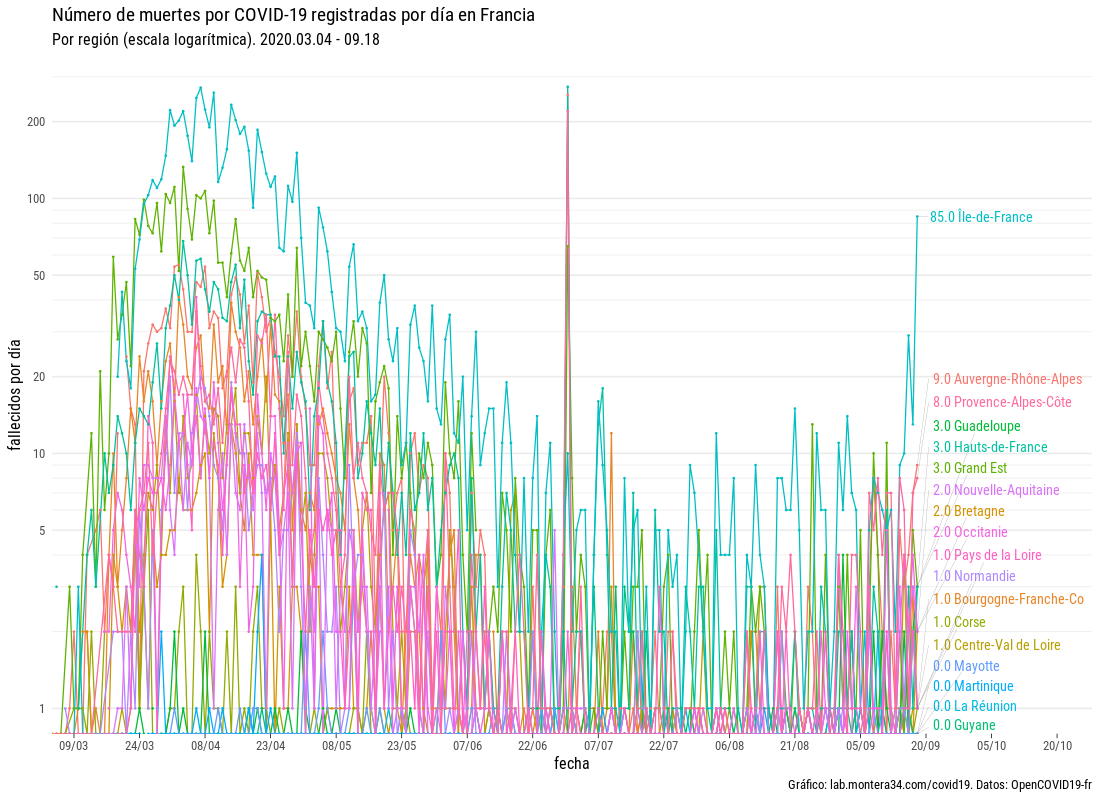 Número de muertes por COVID-19 registradas por día en Francia
Por región (escala logarítmica). 2020.03.04 - 09.18
fallecidos por día
200
100
50
20
10
5
1
85.0 Île-de-France
9.0 Auvergne-Rhône-Alpes
8.0 Provence-Alpes-Côte
3.0 Guadeloupe
3.0 Hauts-de-France
3.0 Grand Est
2.0 Nouvelle-Aquitaine
2.0 Bretagne
2.0 Occitanie
1.0 Pays de la Loire
1.0 Normandie
1.0 Bourgogne-Franche-Co
1.0 Corse
1.0 Centre-Val de Loire
0.0 Mayotte
0.0 Martinique
0.0 La Réunion
0.0 Guyane
09/03 24/03 08/04 23/04 08/05 23/05 07/06 22/06 07/07 22/07 06/08 21/08 05/09 20/09 05/10 20/10
fecha
Gráfico: lab.montera34.com/covid19. Datos: OpenCOVID19-fr